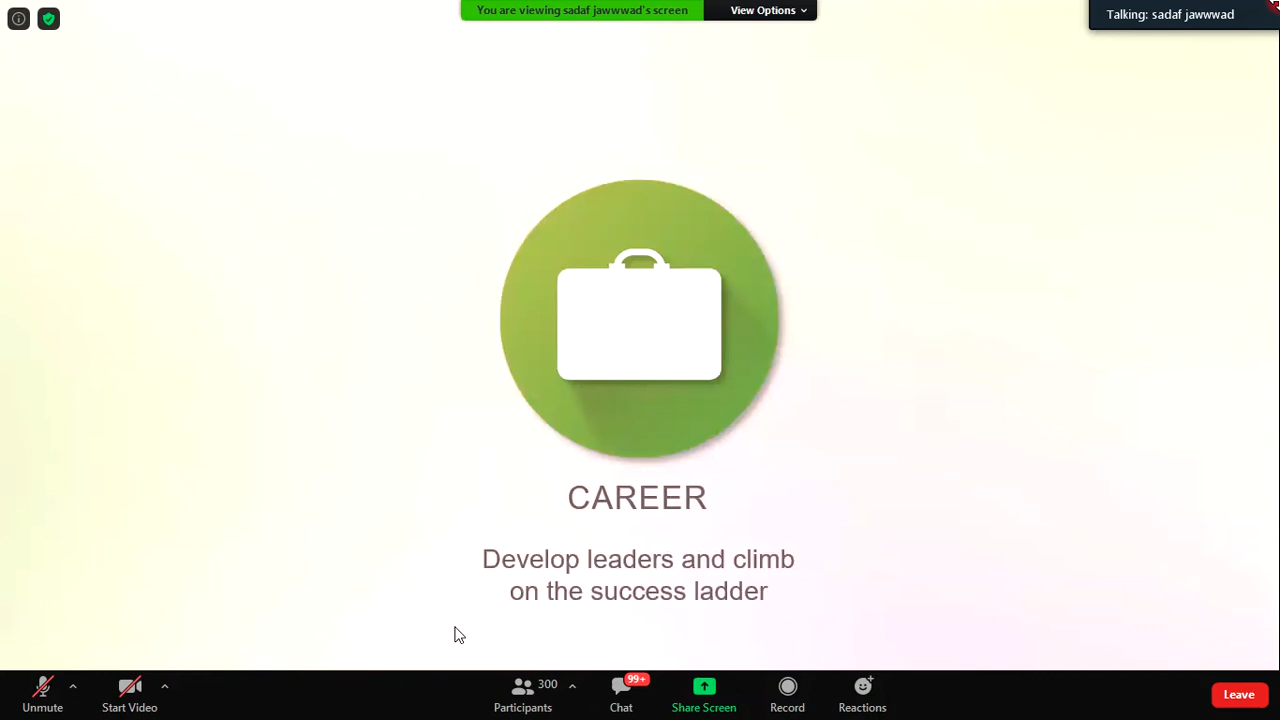 You are viewing sadaf jawwwad's screen
View Options
Talking: sadaf jawwwad
CAREER
Develop leaders and climb
on the success ladder
Unmute
Start Video
300
Participants
99+
Chat
Share Screen
Record
Reactions
Leave